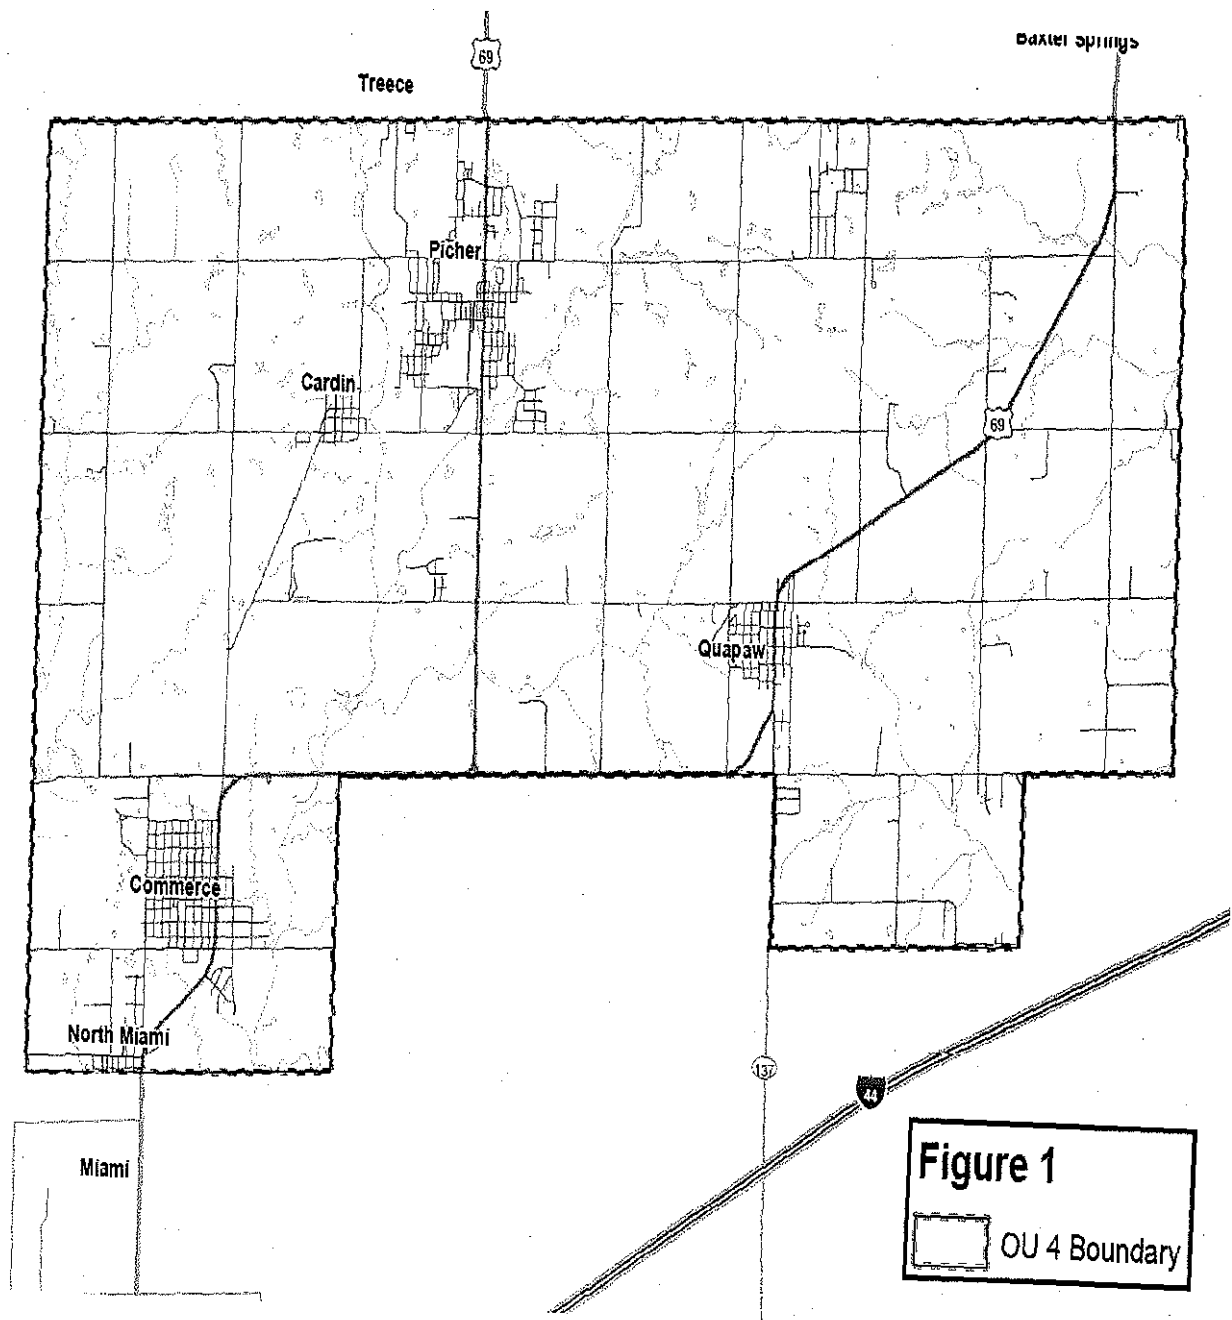 Baxter Springs
69
Treece
Picher
Cardin
69
Quapaw
Commerce
North Miami
137
44
Miami
Figure 1
OU 4 Boundary